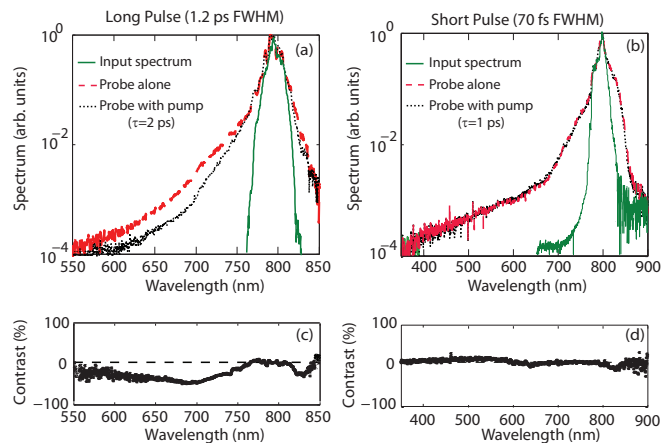 Long Pulse (1.2 ps FWHM)
Short Pulse (70 fs FWHM)
(a)
Input spectrum
Probe alone
Probe with pump
(τ=2 ps)
10^0
10^-2
10^-4
Spectrum (arb. units)
550 600 650 700 750 800 850
Wavelength (nm)
(b)
Input spectrum
Probe alone
Probe with pump
(τ=1 ps)
10^0
10^-2
10^-4
Spectrum (arb. units)
400 500 600 700 800 900
Wavelength (nm)
(c)
100
0
−100
Contrast (%)
550 600 650 700 750 800 850
Wavelength (nm)
(d)
100
0
−100
Contrast (%)
400 500 600 700 800 900
Wavelength (nm)